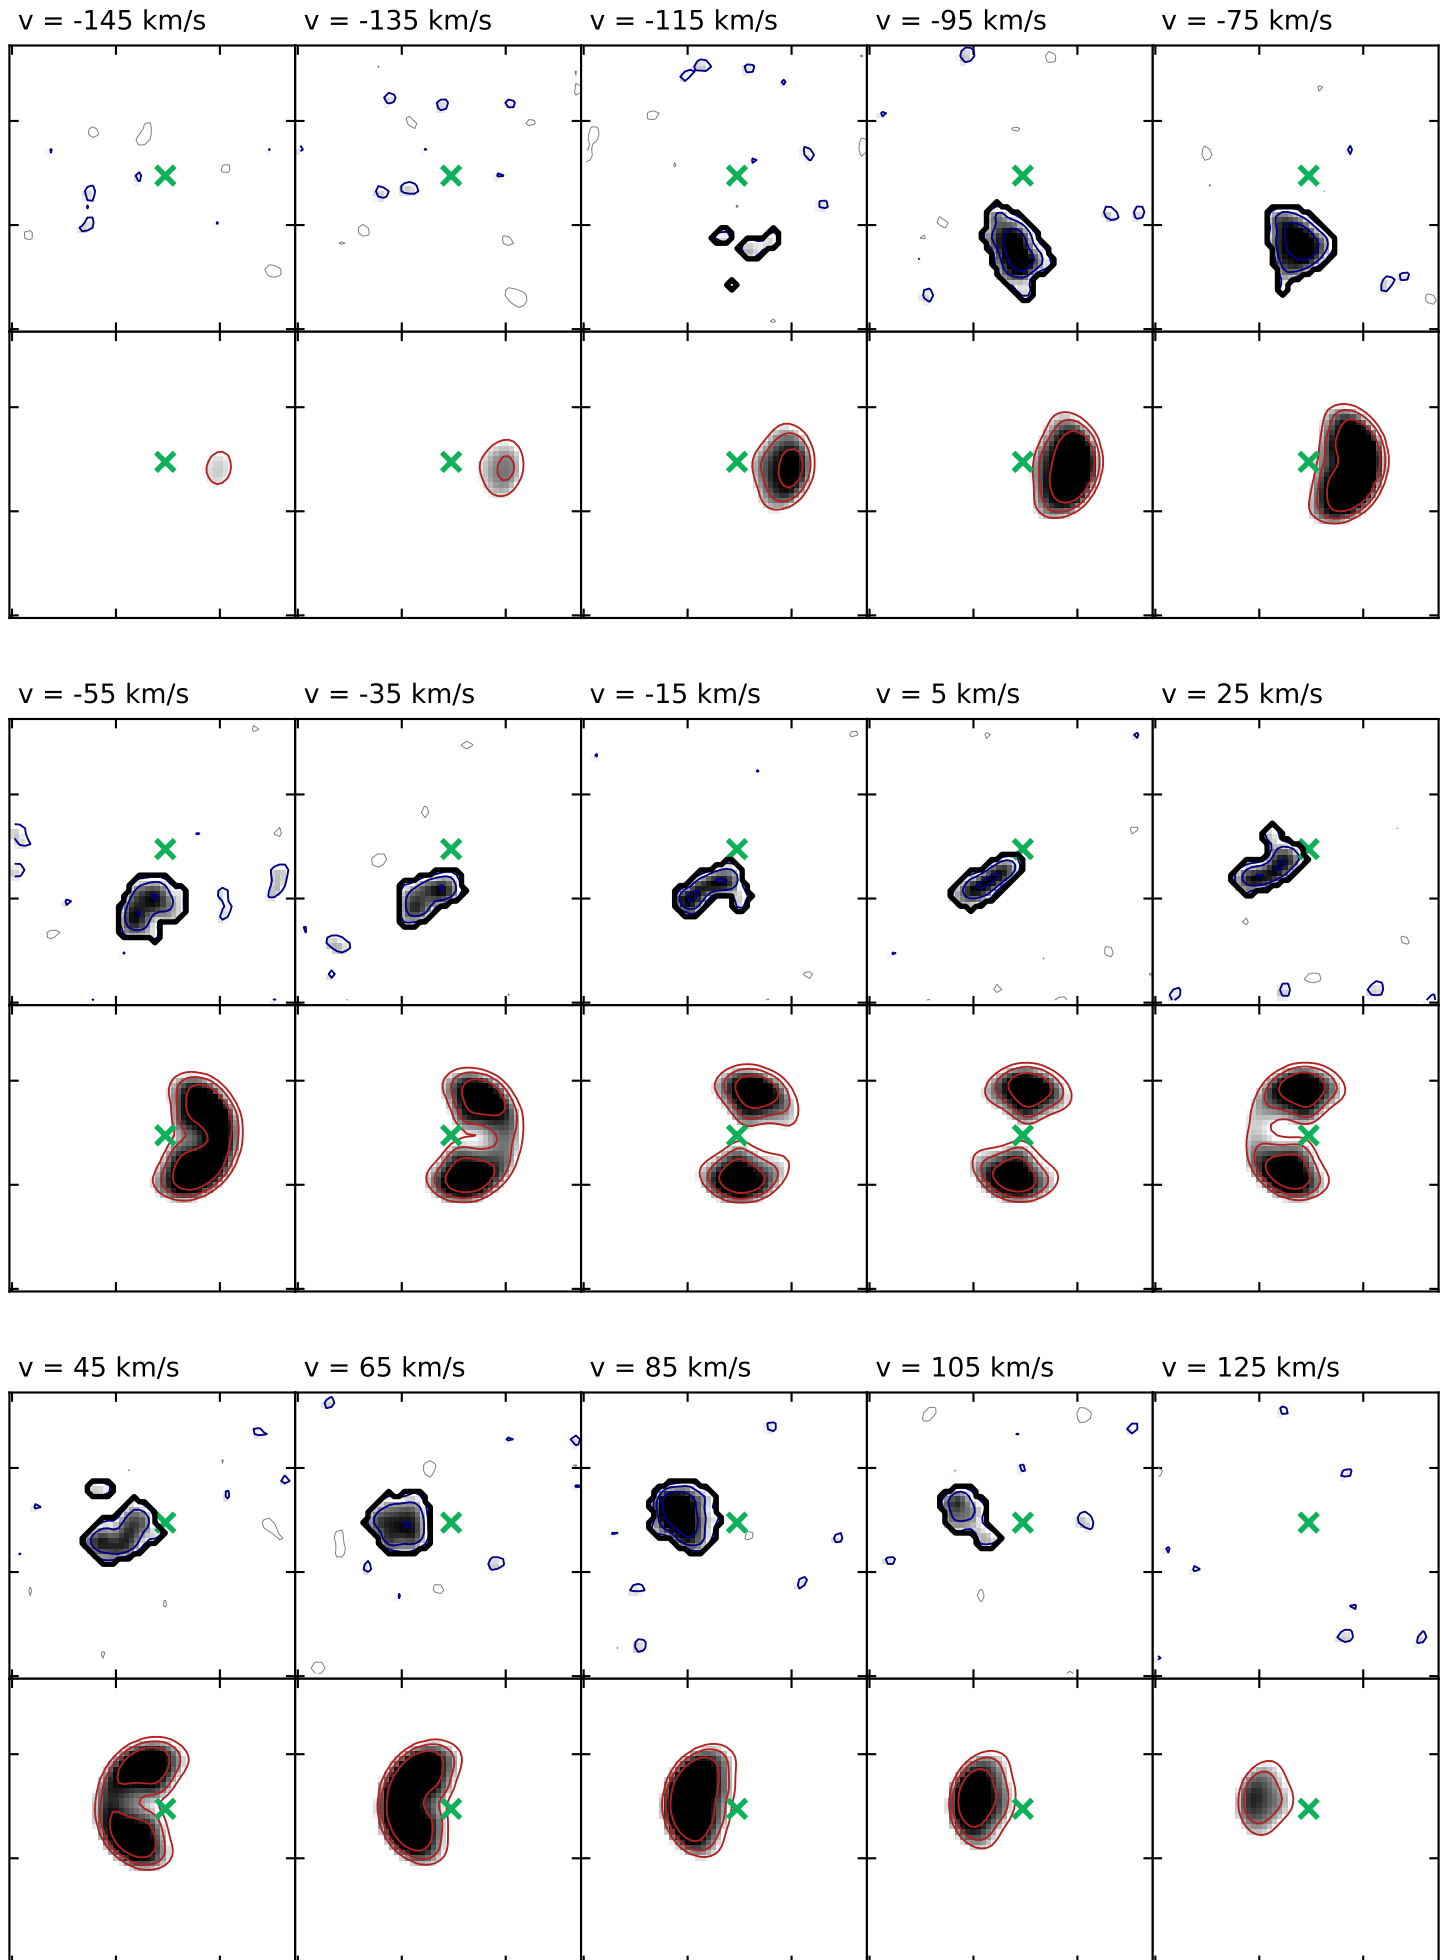 v = -145 km/s v = -135 km/s v = -115 km/s v = -95 km/s v = -75 km/s
v = -55 km/s v = -35 km/s v = -15 km/s v = 5 km/s v = 25 km/s
v = 45 km/s v = 65 km/s v = 85 km/s v = 105 km/s v = 125 km/s